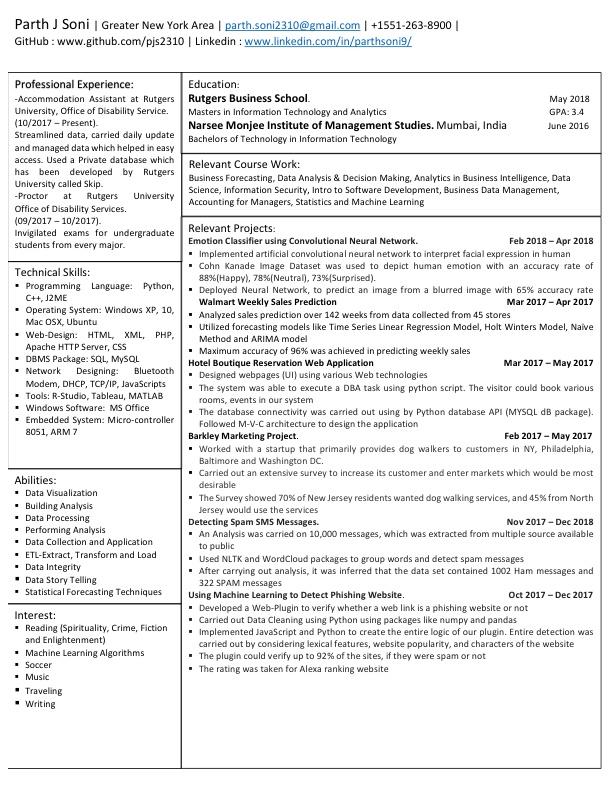 Parth J Soni | Greater New York Area | parth.soni2310@gmail.com | +1551-263-8900 |
GitHub : www.github.com/pjs2310 | Linkedin : www.linkedin.com/in/parthsoni9/
Professional Experience:
-Accommodation Assistant at Rutgers
University, Office of Disability Service.
(10/2017 – Present).
Streamlined data, carried daily update
and managed data which helped in easy
access. Used a Private database which
has been developed by Rutgers
University called Skip.
-Proctor at Rutgers University
Office of Disability Services.
(09/2017 – 10/2017).
Invigilated exams for undergraduate
students from every major.
Technical Skills:
▪ Programming Language: Python,
C++, J2ME
▪ Operating System: Windows XP, 10,
Mac OSX, Ubuntu
▪ Web-Design: HTML, XML, PHP,
Apache HTTP Server, CSS
▪ DBMS Package: SQL, MySQL
▪ Network Designing: Bluetooth
Modem, DHCP, TCP/IP, JavaScripts
▪ Tools: R-Studio, Tableau, MATLAB
▪ Windows Software: MS Office
▪ Embedded System: Micro-controller
8051, ARM 7
Abilities:
▪ Data Visualization
▪ Building Analysis
▪ Data Processing
▪ Performing Analysis
▪ Data Collection and Application
▪ ETL-Extract, Transform and Load
▪ Data Integrity
▪ Data Story Telling
▪ Statistical Forecasting Techniques
Interest:
▪ Reading (Spirituality, Crime, Fiction
and Enlightenment)
▪ Machine Learning Algorithms
▪ Soccer
▪ Music
▪ Traveling
▪ Writing
Education:
Rutgers Business School. May 2018
Masters in Information Technology and Analytics GPA: 3.4
Narsee Monjee Institute of Management Studies. Mumbai, India June 2016
Bachelors of Technology in Information Technology
Relevant Course Work:
Business Forecasting, Data Analysis & Decision Making, Analytics in Business Intelligence, Data
Science, Information Security, Intro to Software Development, Business Data Management,
Accounting for Managers, Statistics and Machine Learning
Relevant Projects:
Emotion Classifier using Convolutional Neural Network. Feb 2018 – Apr 2018
▪ Implemented artificial convolutional neural network to interpret facial expression in human
▪ Cohn Kanade Image Dataset was used to depict human emotion with an accuracy rate of
88%(Happy), 78%(Neutral), 73%(Surprised).
▪ Deployed Neural Network, to predict an image from a blurred image with 65% accuracy rate
Walmart Weekly Sales Prediction Mar 2017 – Apr 2017
▪ Analyzed sales prediction over 142 weeks from data collected from 45 stores
▪ Utilized forecasting models like Time Series Linear Regression Model, Holt Winters Model, Naïve
Method and ARIMA model
▪ Maximum accuracy of 96% was achieved in predicting weekly sales
Hotel Boutique Reservation Web Application Mar 2017 – May 2017
▪ Designed webpages (UI) using various Web technologies
▪ The system was able to execute a DBA task using python script. The visitor could book various
rooms, events in our system
▪ The database connectivity was carried out using by Python database API (MYSQL dB package).
Followed M-V-C architecture to design the application
Barkley Marketing Project. Feb 2017 – May 2017
▪ Worked with a startup that primarily provides dog walkers to customers in NY, Philadelphia,
Baltimore and Washington DC.
▪ Carried out an extensive survey to increase its customer and enter markets which would be most
desirable
▪ The Survey showed 70% of New Jersey residents wanted dog walking services, and 45% from North
Jersey would use the services
Detecting Spam SMS Messages. Nov 2017 – Dec 2018
▪ An Analysis was carried on 10,000 messages, which was extracted from multiple source available
to public
▪ Used NLTK and WordCloud packages to group words and detect spam messages
▪ After carrying out analysis, it was inferred that the data set contained 1002 Ham messages and
322 SPAM messages
Using Machine Learning to Detect Phishing Website. Oct 2017 – Dec 2017
▪ Developed a Web-Plugin to verify whether a web link is a phishing website or not
▪ Carried out Data Cleaning using Python using packages like numpy and pandas
▪ Implemented JavaScript and Python to create the entire logic of our plugin. Entire detection was
carried out by considering lexical features, website popularity, and characters of the website
▪ The plugin could verify up to 92% of the sites, if they were spam or not
▪ The rating was taken for Alexa ranking website